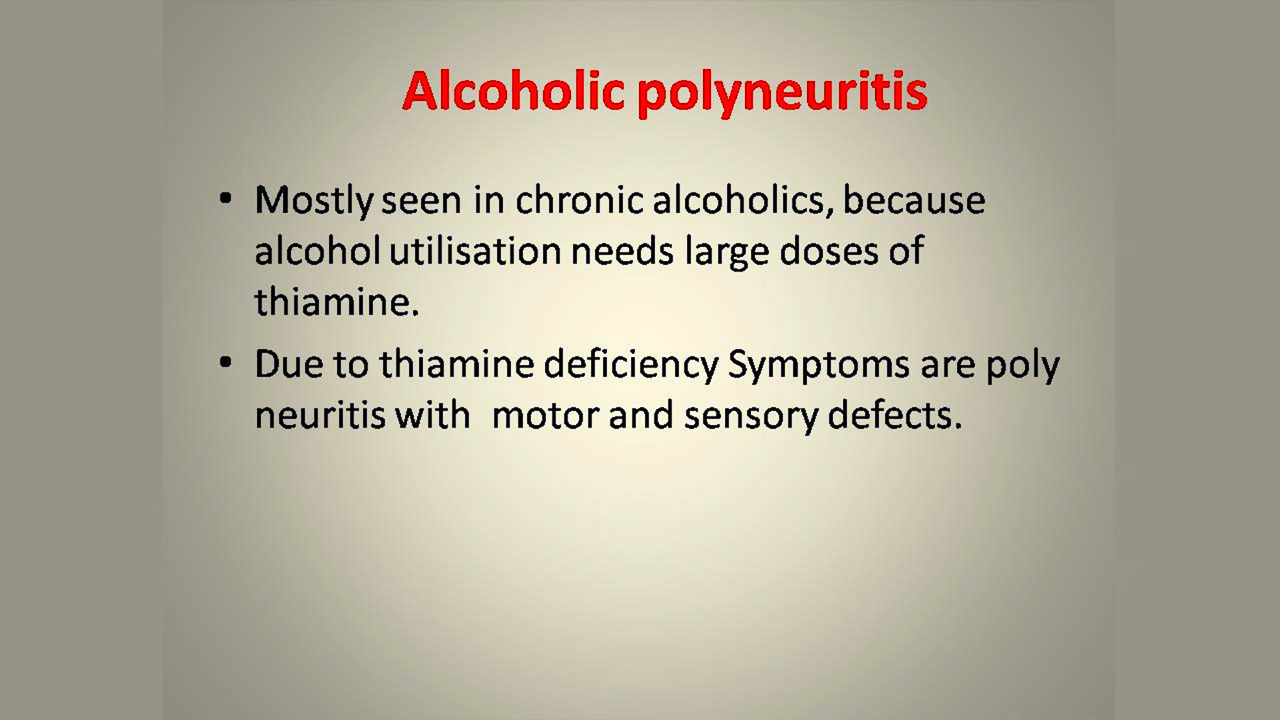 Alcoholic polyneuritis
• Mostly seen in chronic alcoholics, because
alcohol utilisation needs large doses of
thiamine.
• Due to thiamine deficiency Symptoms are poly
neuritis with  motor and sensory defects.